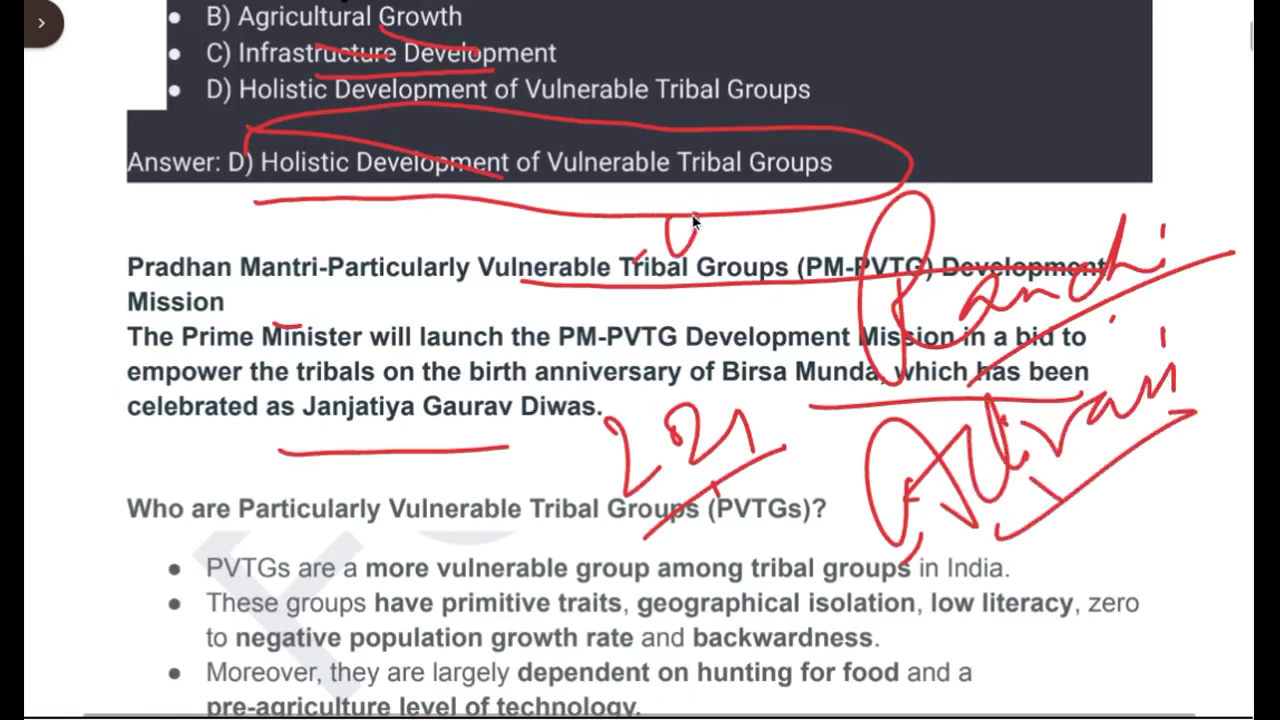 B) Agricultural Growth
C) Infrastructure Development
D) Holistic Development of Vulnerable Tribal Groups
Answer: D) Holistic Development of Vulnerable Tribal Groups
Pradhan Mantri-Particularly Vulnerable Tribal Groups (PM-PVTG) Development
Mission
Ranchi
The Prime Minister will launch the PM-PVTG Development Mission in a bid to
empower the tribals on the birth anniversary of Birsa Munda, which has been
celebrated as Janjatiya Gaurav Diwas.
2021
Who are Particularly Vulnerable Tribal Groups (PVTGs)?
PVTGs are a more vulnerable group among tribal groups in India.
These groups have primitive traits, geographical isolation, low literacy, zero
to negative population growth rate and backwardness.
Moreover, they are largely dependent on hunting for food and a
pre-agriculture level of technology.